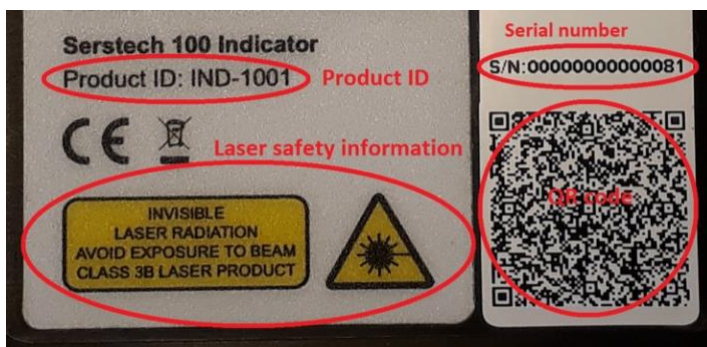 Serstech 100 Indicator
Product ID: IND-1001
Product ID
CE
Laser safety information
INVISIBLE
LASER RADIATION
AVOID EXPOSURE TO BEAM
CLASS 3B LASER PRODUCT
Serial number
S/N:00000000000081
QR code